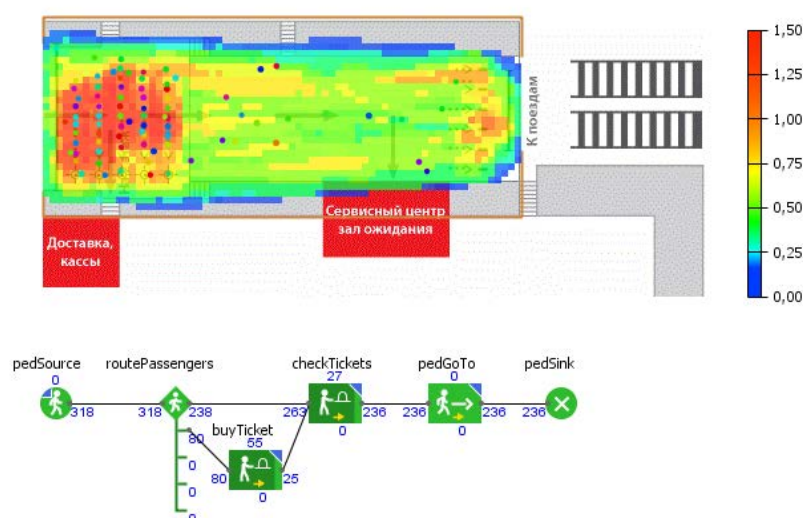 1,50
1,25
1,00
0,75
0,50
0,25
0,00
К поездам
Сервисный центр
зал ожидания
Доставка,
кассы
pedSource
routePassengers
checkTickets
pedGoTo
pedSink
0
27
0
318
318
238
263
236
236
236
236
0
0
buyTicket
80
55
0
80
25
0
0
0